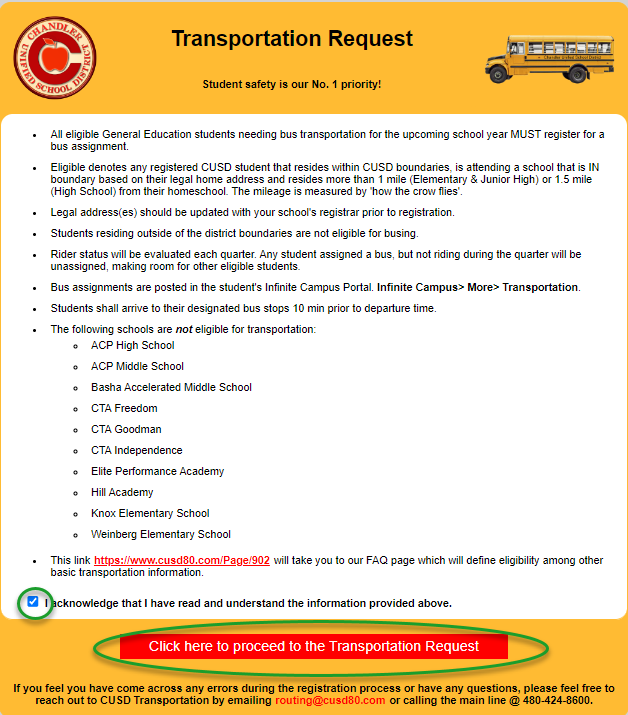 CHANDLER
UNIFIED SCHOOL DISTRICT
Transportation Request
Chandler Unified School District
Student safety is our No. 1 priority!
All eligible General Education students needing bus transportation for the upcoming school year MUST register for a
bus assignment.
Eligible denotes any registered CUSD student that resides within CUSD boundaries, is attending a school that is IN
boundary based on their legal home address and resides more than 1 mile (Elementary & Junior High) or 1.5 mile
(High School) from their homeschool. The mileage is measured by 'how the crow flies'.
Legal address(es) should be updated with your school's registrar prior to registration.
Students residing outside of the district boundaries are not eligible for busing.
Rider status will be evaluated each quarter. Any student assigned a bus, but not riding during the quarter will be
unassigned, making room for other eligible students.
Bus assignments are posted in the student's Infinite Campus Portal. Infinite Campus> More> Transportation.
Students shall arrive to their designated bus stops 10 min prior to departure time.
The following schools are not eligible for transportation:
ACP High School
ACP Middle School
Basha Accelerated Middle School
CTA Freedom
CTA Goodman
CTA Independence
Elite Performance Academy
Hill Academy
Knox Elementary School
Weinberg Elementary School
This link https://www.cusd80.com/Page/902 will take you to our FAQ page which will define eligibility among other
basic transportation information.
I acknowledge that I have read and understand the information provided above.
Click here to proceed to the Transportation Request
If you feel you have come across any errors during the registration process or have any questions, please feel free to
reach out to CUSD Transportation by emailing routing@cusd80.com or calling the main line @ 480-424-8600.